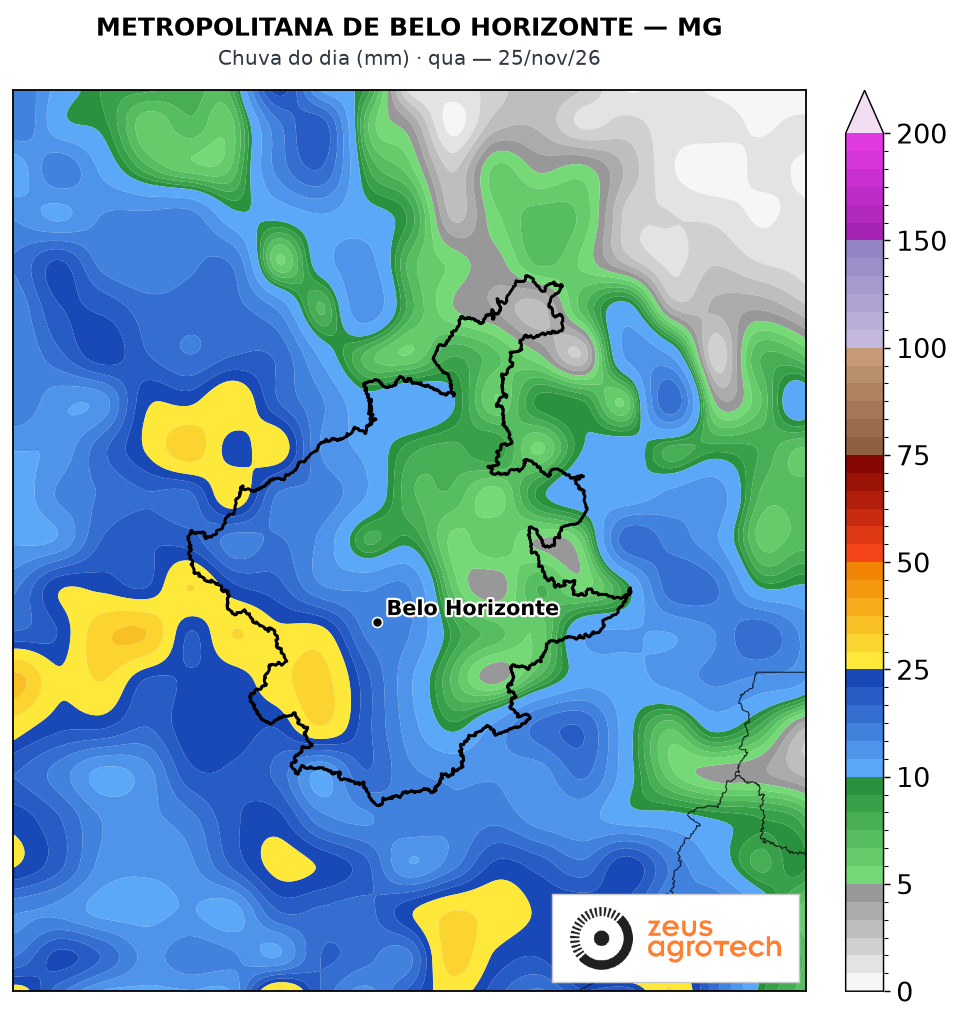 METROPOLITANA DE BELO HORIZONTE — MG
Chuva do dia (mm) · qua — 25/nov/26
200
150
100
75
50
25
10
5
0
Belo Horizonte
zeus
agrotech